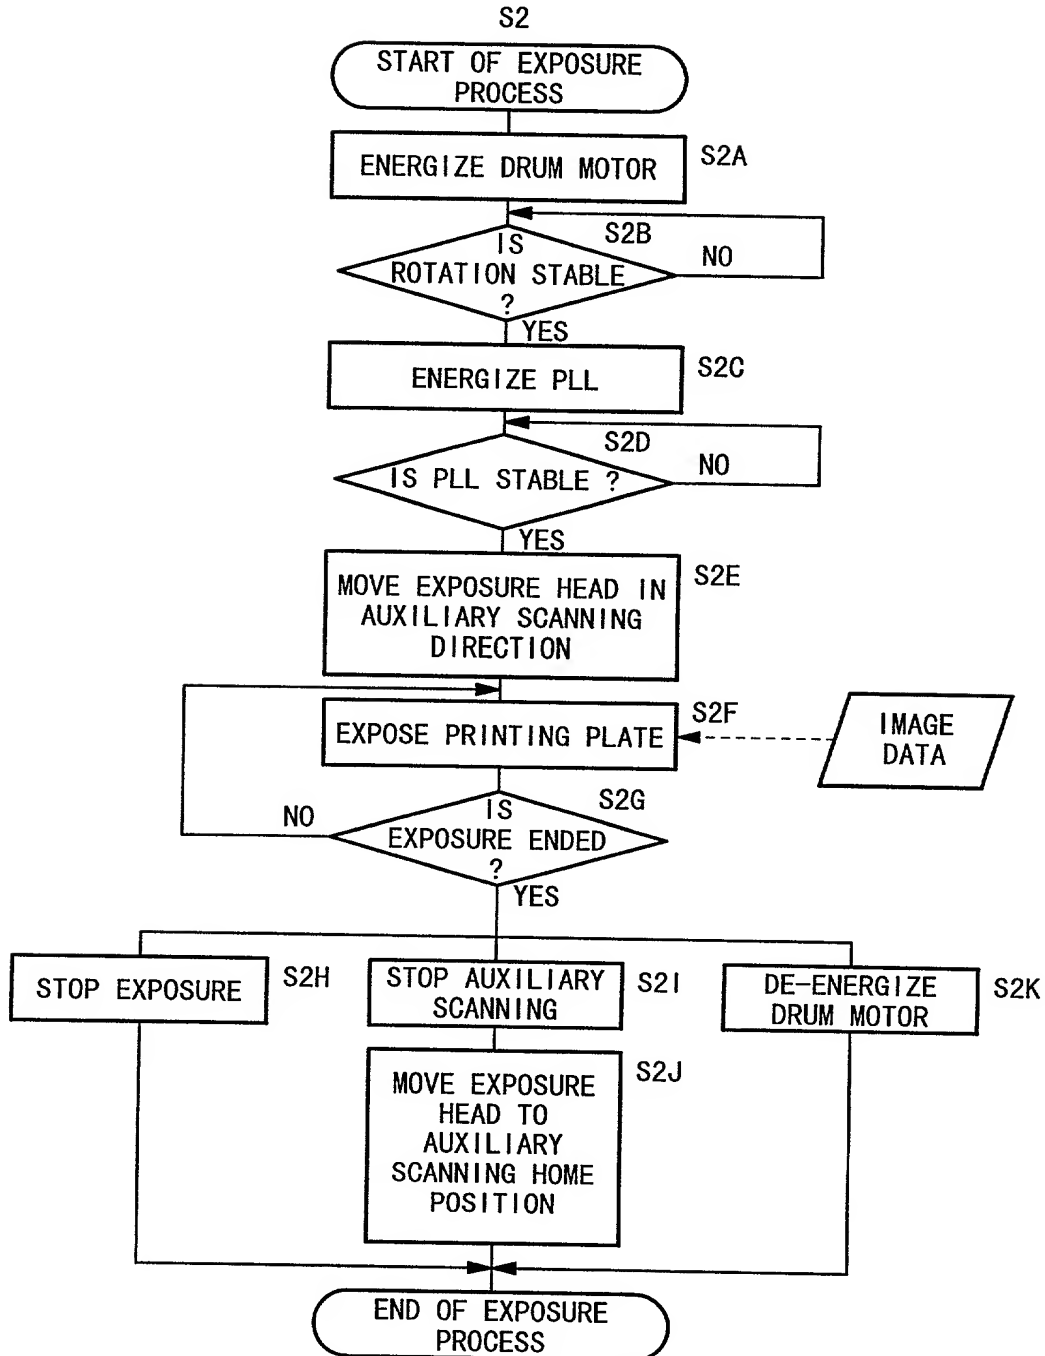 S2
START OF EXPOSURE
PROCESS
ENERGIZE DRUM MOTOR
S2A
S2B
IS
ROTATION STABLE
?
NO
YES
ENERGIZE PLL
S2C
S2D
IS PLL STABLE ?
NO
YES
MOVE EXPOSURE HEAD IN
AUXILIARY SCANNING
DIRECTION
S2E
EXPOSE PRINTING PLATE
S2F
IMAGE
DATA
S2G
IS
EXPOSURE ENDED
?
NO
YES
STOP EXPOSURE
S2H
STOP AUXILIARY
SCANNING
S2I
DE-ENERGIZE
DRUM MOTOR
S2K
MOVE EXPOSURE
HEAD TO
AUXILIARY
SCANNING HOME
POSITION
S2J
END OF EXPOSURE
PROCESS